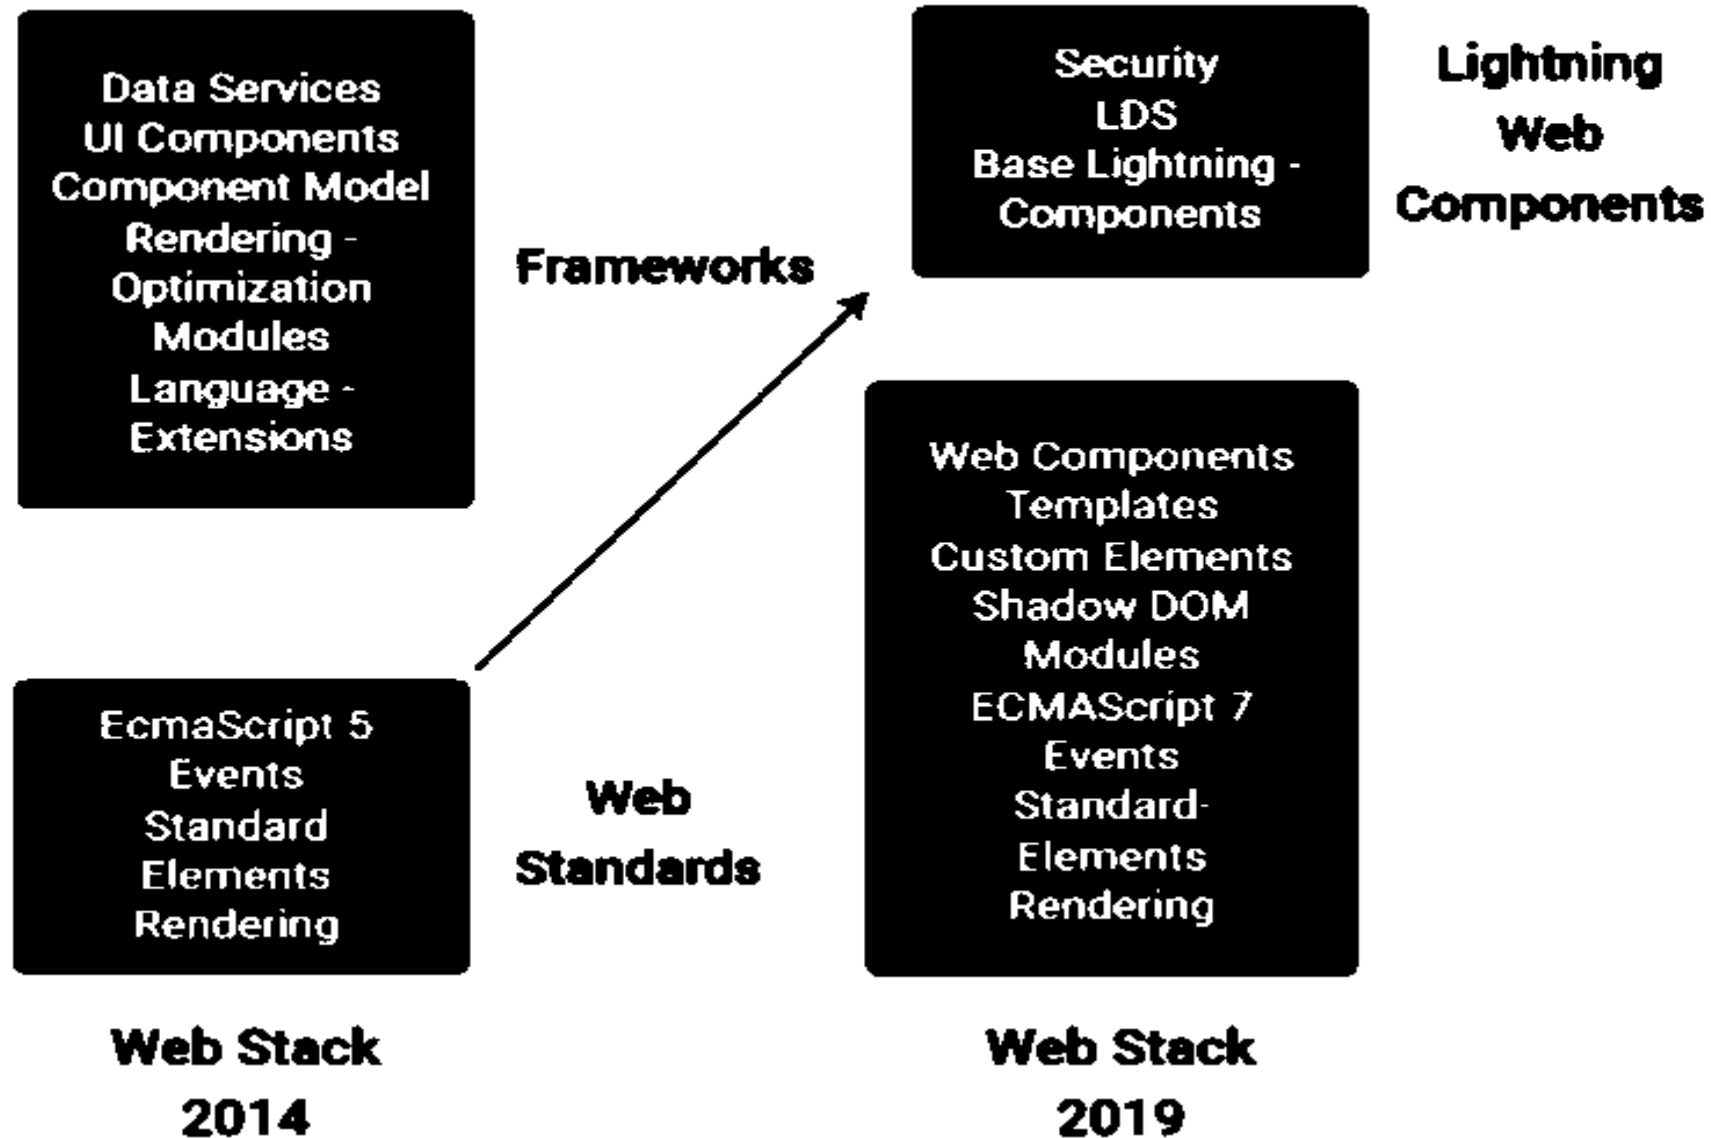 Data Services
UI Components
Component Model
Rendering -
Optimization
Modules
Language -
Extensions
Frameworks
EcmaScript 5
Events
Standard
Elements
Rendering
Web
Standards
Web Stack
2014
Security
LDS
Base Lightning -
Components
Lightning
Web
Components
Web Components
Templates
Custom Elements
Shadow DOM
Modules
ECMAScript 7
Events
Standard-
Elements
Rendering
Web Stack
2019